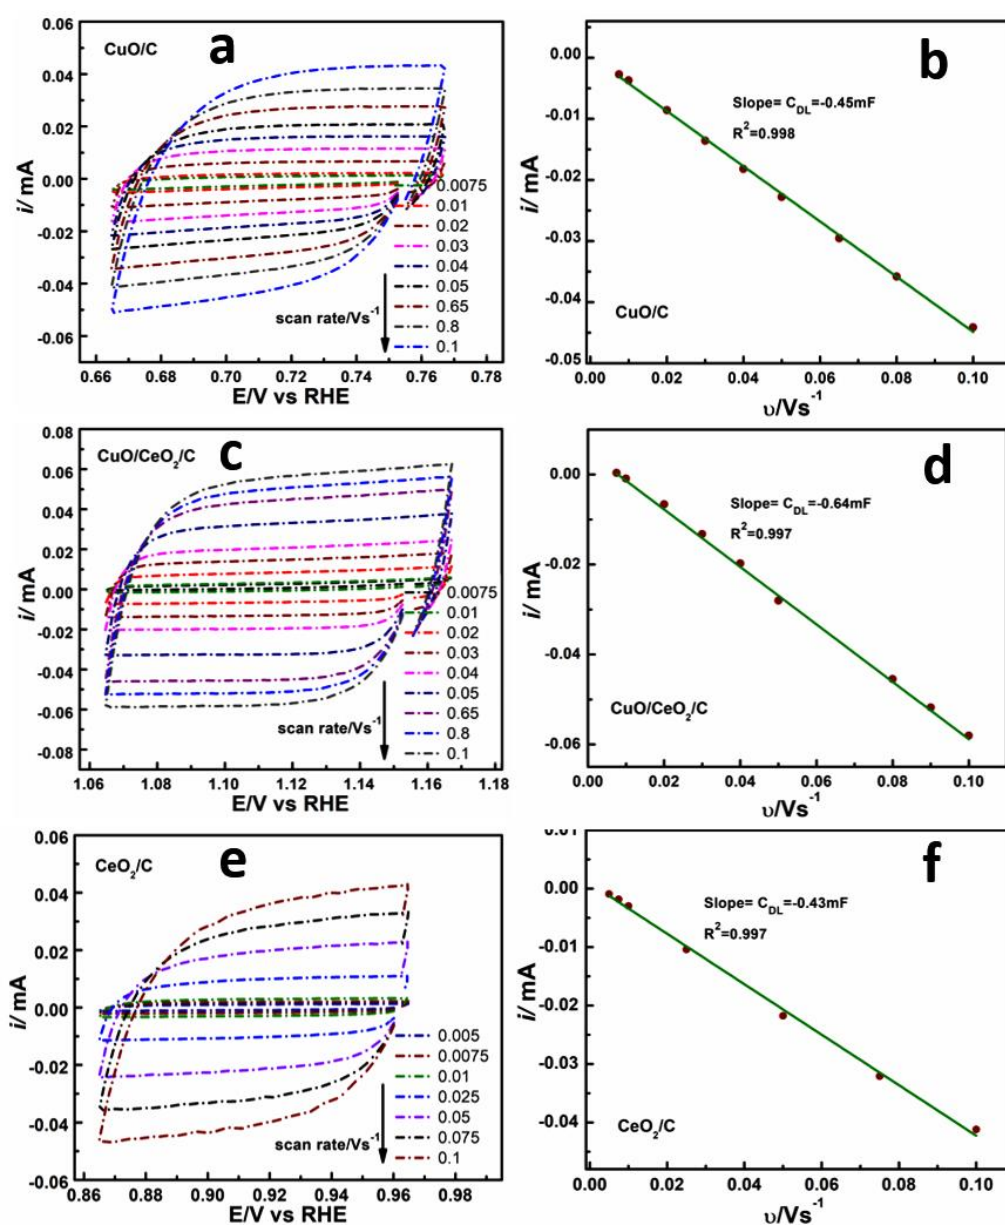 a
CuO/C
0.06
0.04
0.02
0.00
-0.02
-0.04
-0.06
i/ mA
0.0075
0.01
0.02
0.03
0.04
0.05
0.65
0.8
0.1
scan rate/Vs⁻¹
0.66 0.68 0.70 0.72 0.74 0.76 0.78
E/V vs RHE
b
0.00
-0.01
-0.02
-0.03
-0.04
-0.05
i/ mA
Slope= C_DL=-0.45mF
R²=0.998
CuO/C
0.00 0.02 0.04 0.06 0.08 0.10
υ/Vs⁻¹
c
CuO/CeO₂/C
0.08
0.06
0.04
0.02
0.00
-0.02
-0.04
-0.06
-0.08
i/ mA
0.0075
0.01
0.02
0.03
0.04
0.05
0.65
0.8
0.1
scan rate/Vs⁻¹
1.06 1.08 1.10 1.12 1.14 1.16 1.18
E/V vs RHE
d
0.00
-0.02
-0.04
-0.06
i/ mA
Slope= C_DL=-0.64mF
R²=0.997
CuO/CeO₂/C
0.00 0.02 0.04 0.06 0.08 0.10
υ/Vs⁻¹
e
CeO₂/C
0.06
0.04
0.02
0.00
-0.02
-0.04
-0.06
i/ mA
0.005
0.0075
0.01
0.025
0.05
0.075
0.1
scan rate/Vs⁻¹
0.86 0.88 0.90 0.92 0.94 0.96 0.98
E/V vs RHE
f
0.01
0.00
-0.01
-0.02
-0.03
-0.04
i/ mA
Slope= C_DL=-0.43mF
R²=0.997
CeO₂/C
0.00 0.02 0.04 0.06 0.08 0.10
υ/Vs⁻¹